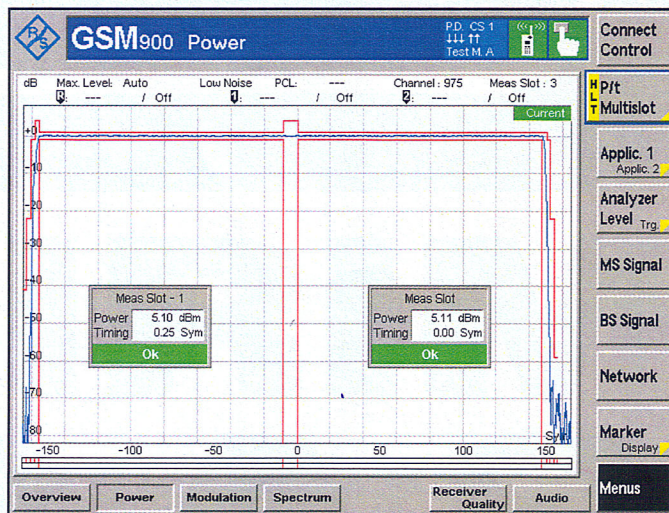 R&S
GSM900 Power
P.D. CS 1
↓↓↓ ↑↑
Test M. A
Connect Control
dB Max. Level: Auto Low Noise PCL: --- Channel: 975 Meas Slot: 3
R: --- / Off 1: --- / Off 2: --- / Off
Current
HLT P/t Multislot
Applic. 1
Applic. 2
Analyzer Level Trg.
MS Signal
BS Signal
Network
Marker
Display
Menus
+0
-10
-20
-30
-40
-50
-60
-70
-80
Meas Slot - 1
Power 5.10 dBm
Timing 0.25 Sym
Ok
Meas Slot
Power 5.11 dBm
Timing 0.00 Sym
Ok
-150 -100 -50 0 50 100 150
Overview Power Modulation Spectrum Receiver Quality Audio